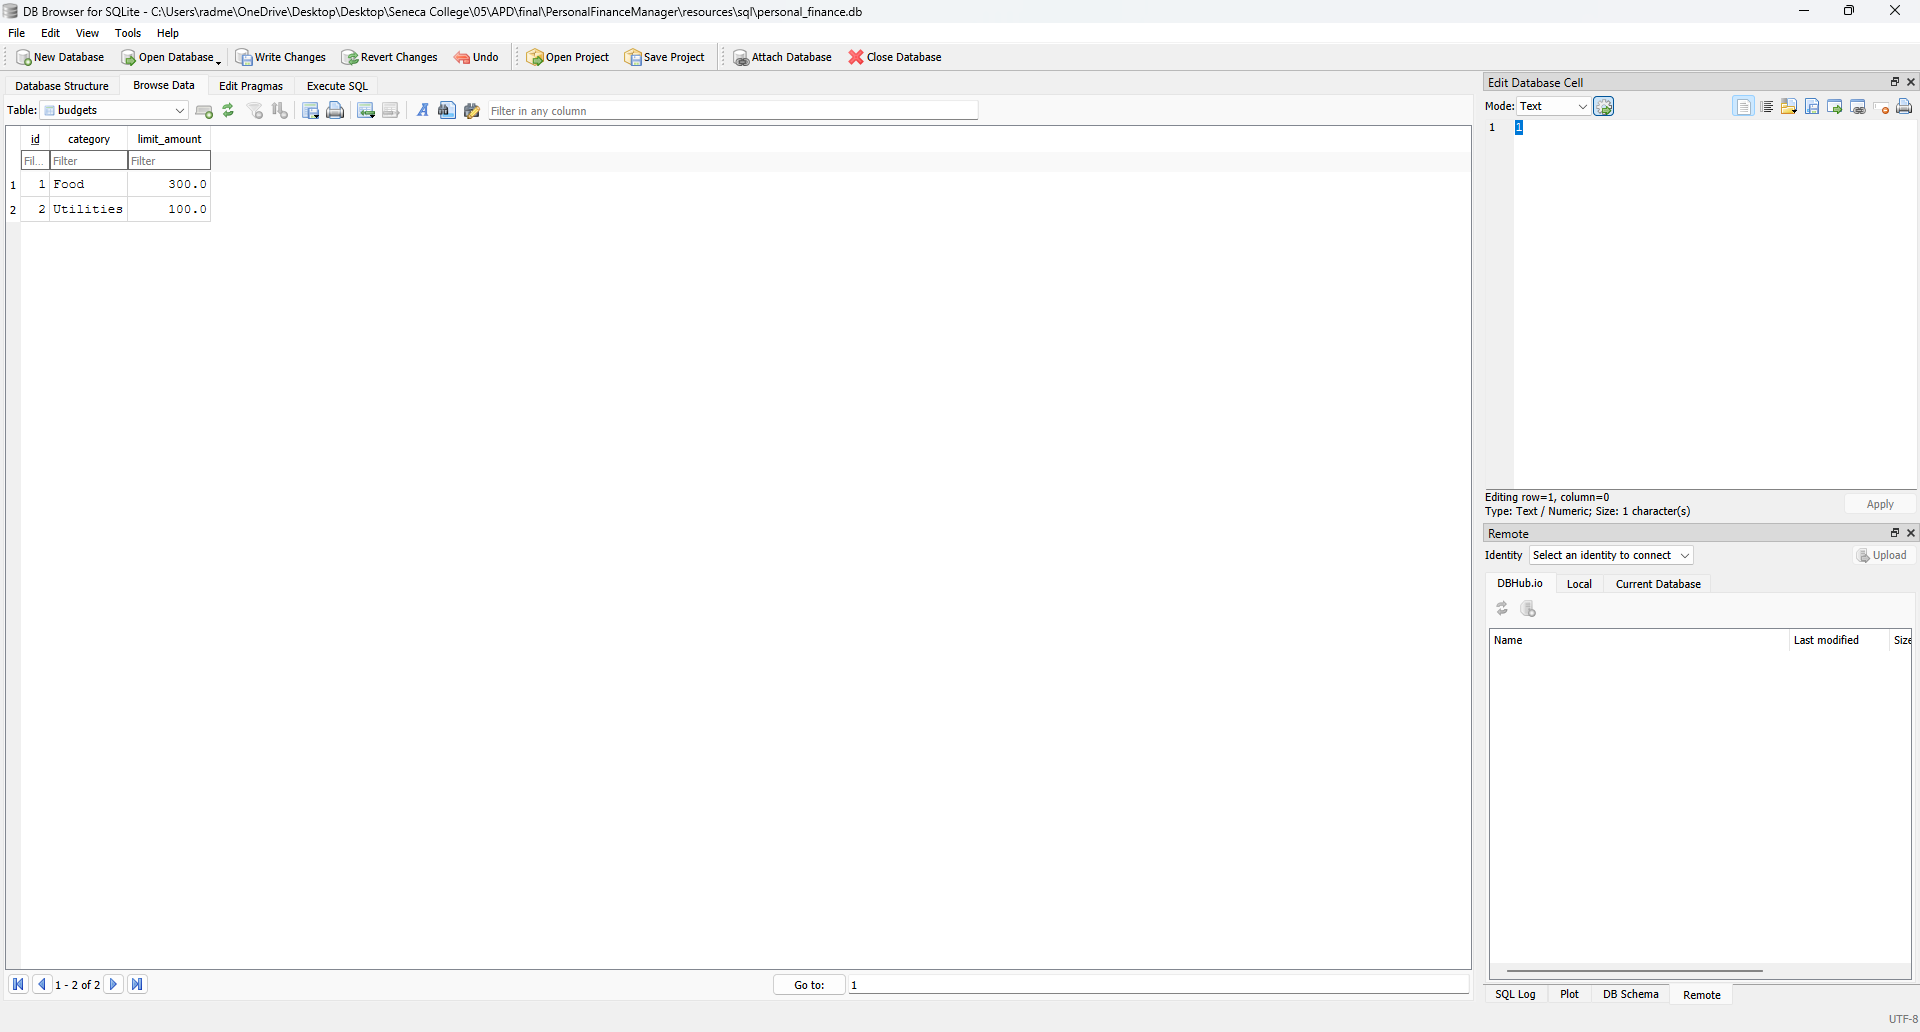 DB Browser for SQLite - C:\Users\radme\OneDrive\Desktop\Desktop\Seneca College\05\APD\final\PersonalFinanceManager\resources\sql\personal_finance.db
File Edit View Tools Help
New Database Open Database Write Changes Revert Changes Undo Open Project Save Project Attach Database Close Database
Database Structure Browse Data Edit Pragmas Execute SQL
Table: budgets Filter in any column
id category limit_amount
Fil... Filter Filter
1 1 Food 300.0
2 2 Utilities 100.0
1 - 2 of 2 Go to: 1
Edit Database Cell
Mode: Text
1 1
Editing row=1, column=0
Type: Text / Numeric; Size: 1 character(s)
Apply
Remote
Identity Select an identity to connect Upload
DBHub.io Local Current Database
Name Last modified Size
SQL Log Plot DB Schema Remote
UTF-8